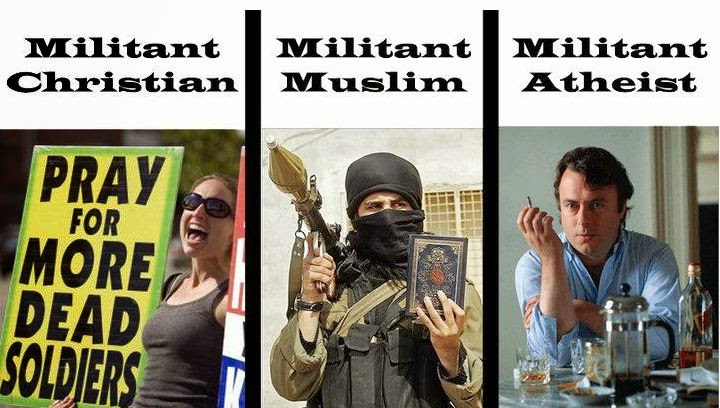 Militant
Christian
Militant
Muslim
Militant
Atheist
PRAY
FOR
MORE
DEAD
SOLDIERS